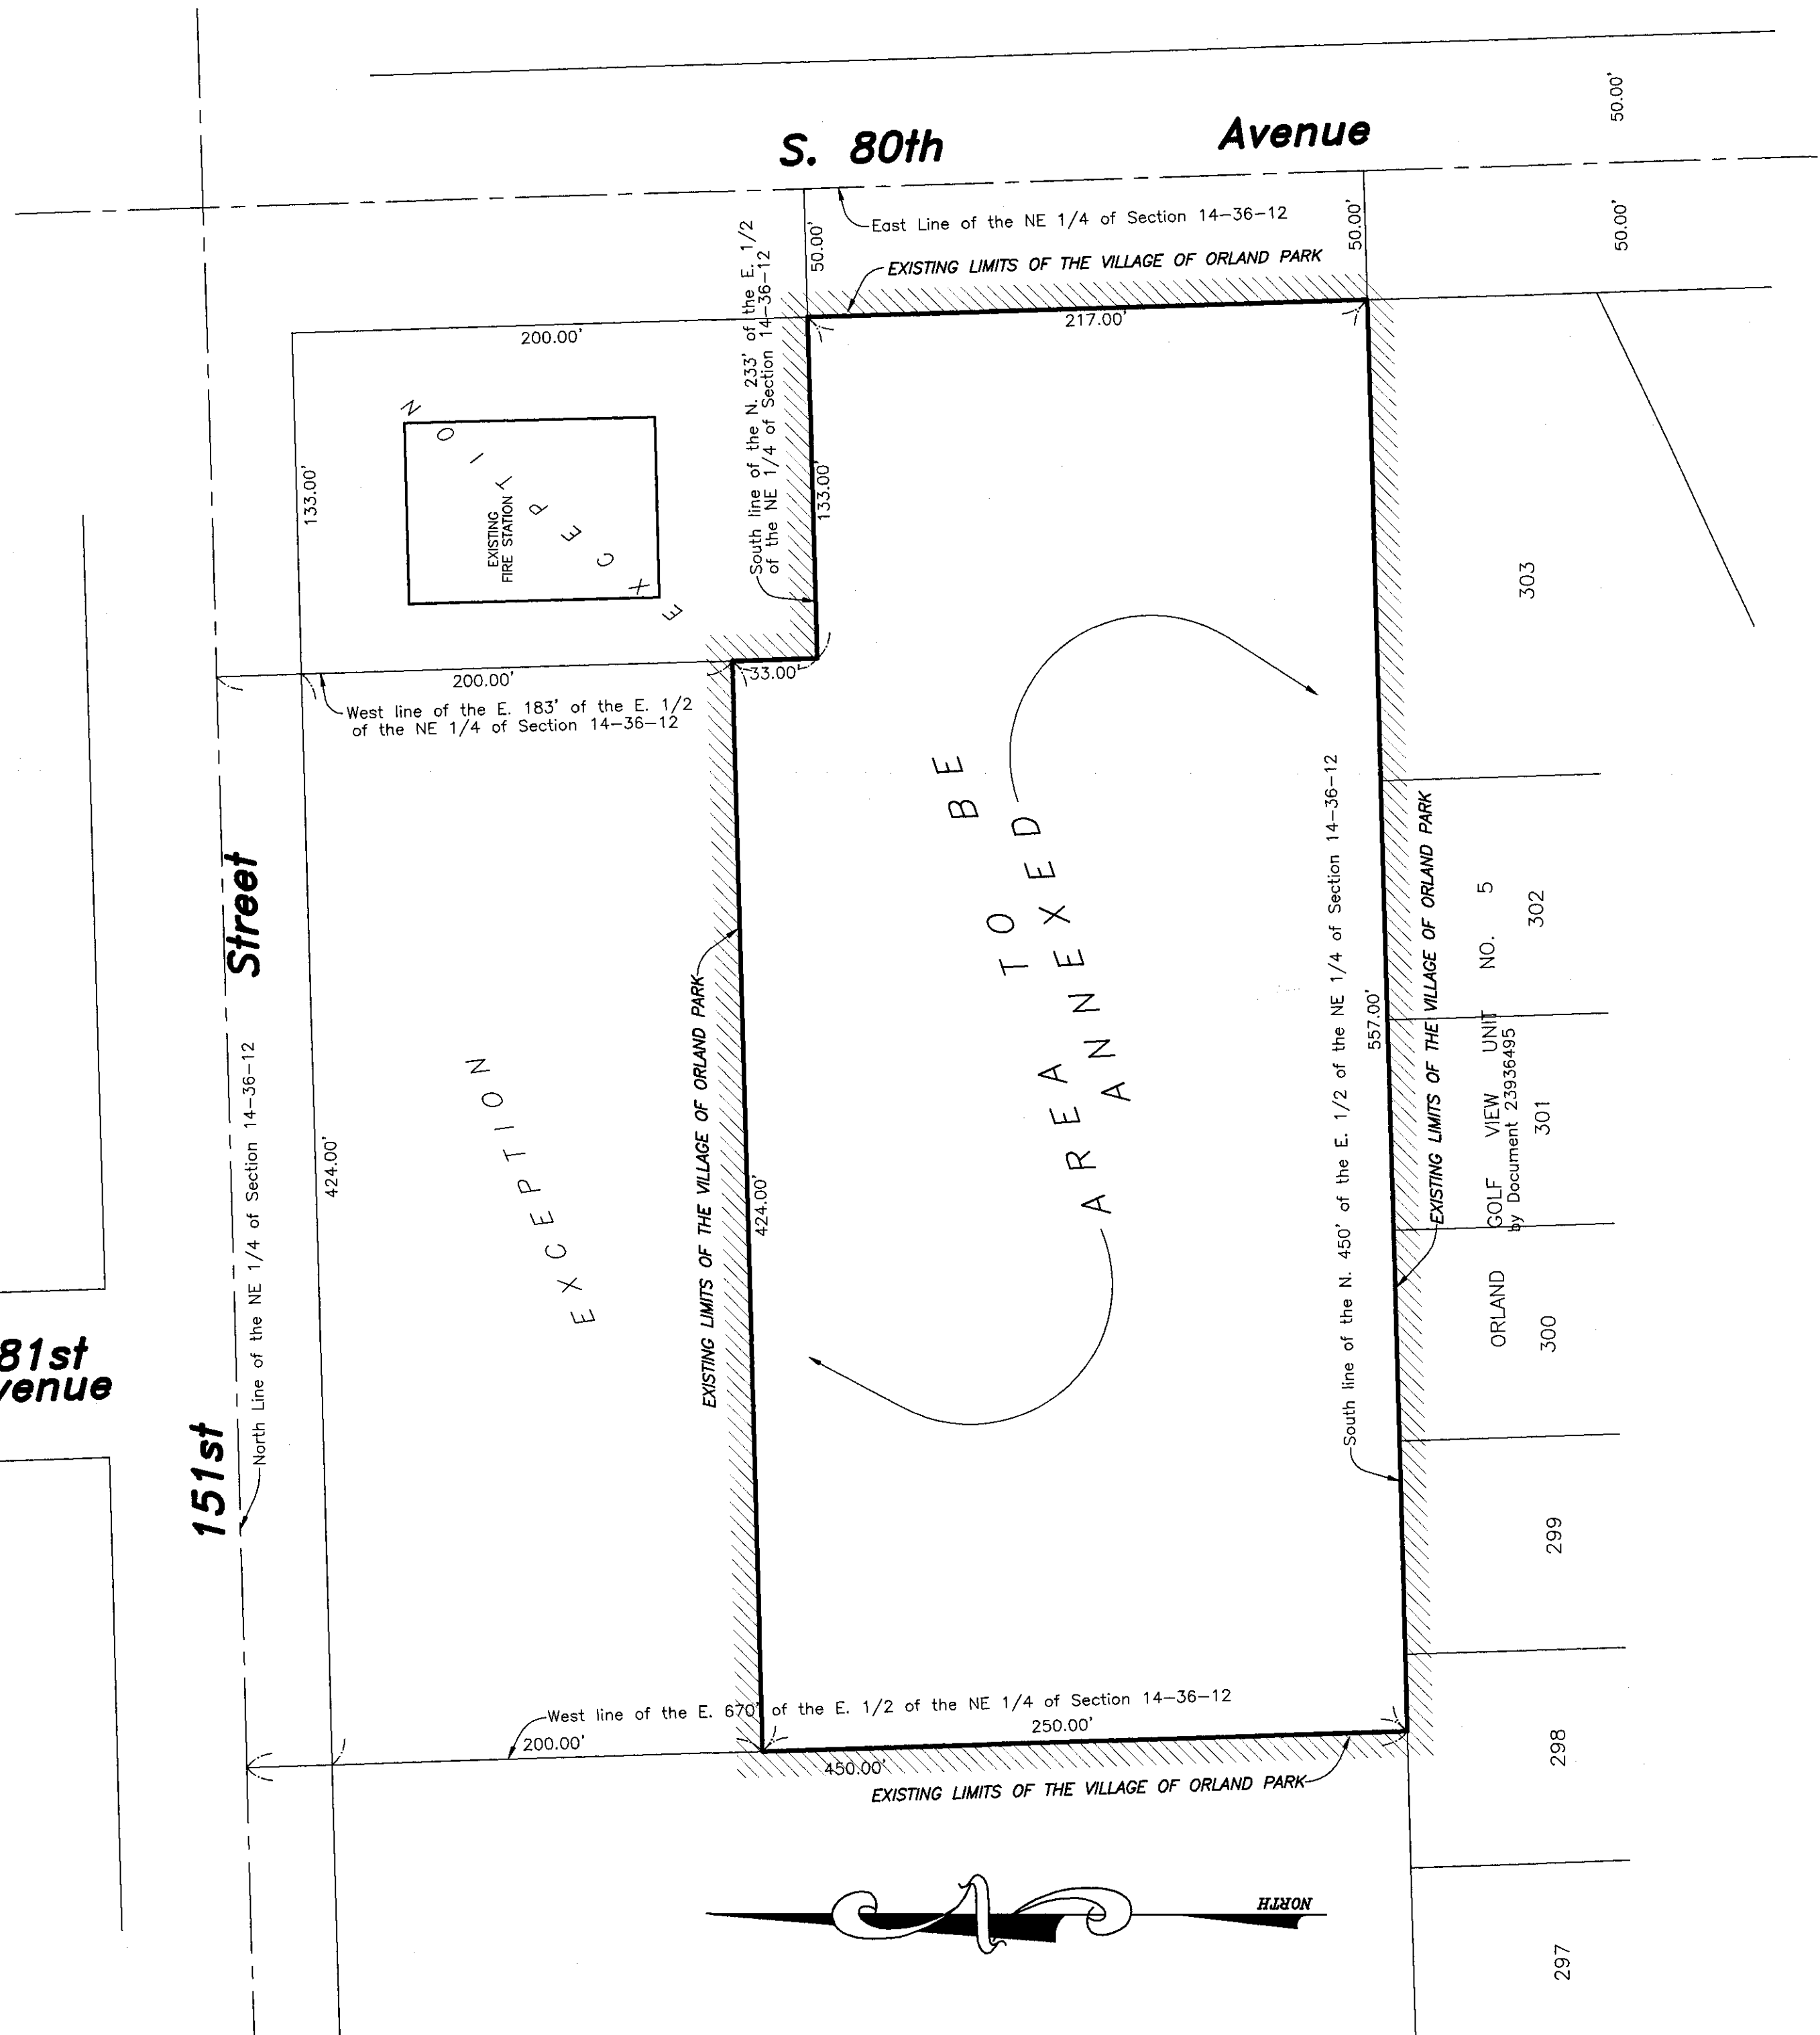 50.00'
S. 80th Avenue
East Line of the NE 1/4 of Section 14-36-12
50.00'
50.00'
50.00'
EXISTING LIMITS OF THE VILLAGE OF ORLAND PARK
200.00'
217.00'
South line of the N. 233' of the E. 1/2
of the NE 1/4 of Section 14-36-12
133.00'
133.00'
EXCEPTION
EXISTING
FIRE STATION
200.00'
33.00'
West line of the E. 183' of the E. 1/2
of the NE 1/4 of Section 14-36-12
303
151st Street
North Line of the NE 1/4 of Section 14-36-12
424.00'
EXCEPTION
EXISTING LIMITS OF THE VILLAGE OF ORLAND PARK
424.00'
AREA TO BE
ANNEXED
South line of the N. 450' of the E. 1/2 of the NE 1/4 of Section 14-36-12
557.00'
EXISTING LIMITS OF THE VILLAGE OF ORLAND PARK
ORLAND GOLF VIEW UNIT NO. 5
by Document 23936495
302
301
300
299
298
297
81st
venue
West line of the E. 670' of the E. 1/2 of the NE 1/4 of Section 14-36-12
200.00'
250.00'
450.00'
EXISTING LIMITS OF THE VILLAGE OF ORLAND PARK
NORTH